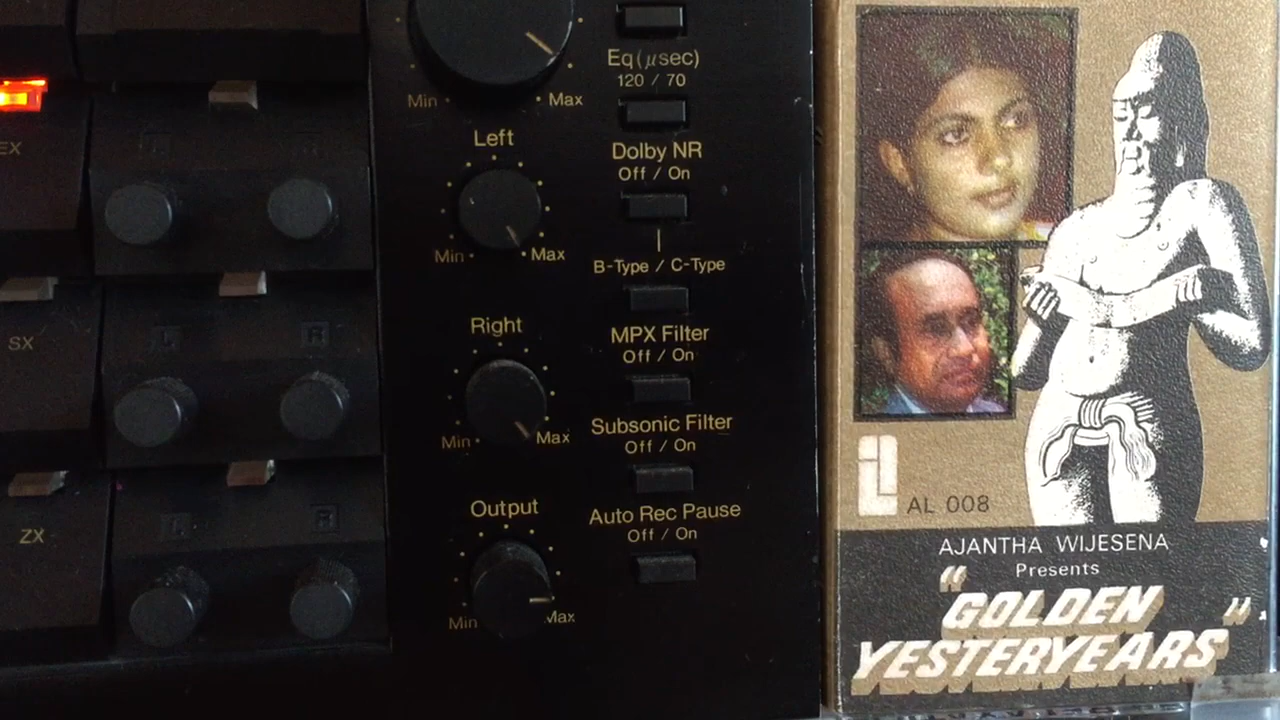 EX
SX
ZX
L R
L R
L R
Min Max
Left
Min Max
Right
Min Max
Output
Min Max
Eq (μsec)
120 / 70
Dolby NR
Off / On
B-Type / C-Type
MPX Filter
Off / On
Subsonic Filter
Off / On
Auto Rec Pause
Off / On
AL 008
AJANTHA WIJESENA
Presents
"GOLDEN
YESTERYEARS"